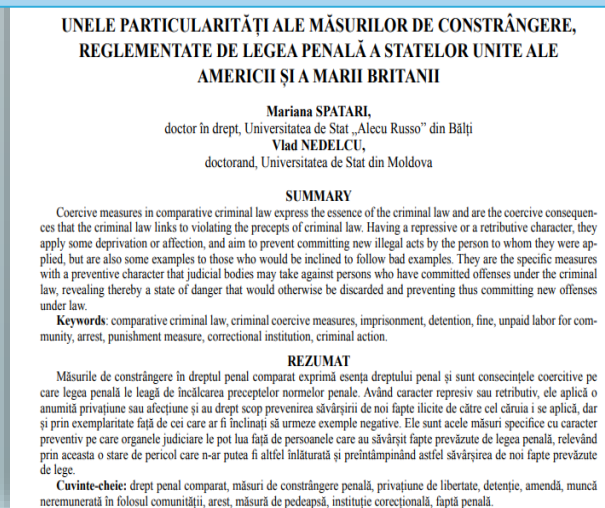 UNELE PARTICULARITĂȚI ALE MĂSURILOR DE CONSTRÂNGERE,
REGLEMENTATE DE LEGEA PENALĂ A STATELOR UNITE ALE
AMERICII ȘI A MARII BRITANII
Mariana SPATARI,
doctor în drept, Universitatea de Stat „Alecu Russo” din Bălți
Vlad NEDELCU,
doctorand, Universitatea de Stat din Moldova
SUMMARY
Coercive measures in comparative criminal law express the essence of the criminal law and are the coercive consequen-
ces that the criminal law links to violating the precepts of criminal law. Having a repressive or a retributive character, they
apply some deprivation or affection, and aim to prevent committing new illegal acts by the person to whom they were ap-
plied, but are also some examples to those who would be inclined to follow bad examples. They are the specific measures
with a preventive character that judicial bodies may take against persons who have committed offenses under the criminal
law, revealing thereby a state of danger that would otherwise be discarded and preventing thus committing new offenses
under law.
Keywords: comparative criminal law, criminal coercive measures, imprisonment, detention, fine, unpaid labor for com-
munity, arrest, punishment measure, correctional institution, criminal action.
REZUMAT
Măsurile de constrângere în dreptul penal comparat exprimă esența dreptului penal și sunt consecințele coercitive pe
care legea penală le leagă de încălcarea preceptelor normelor penale. Având caracter represiv sau retributiv, ele aplică o
anumită privațiune sau afecțiune și au drept scop prevenirea săvârșirii de noi fapte ilicite de către cel căruia i se aplică, dar
și prin exemplaritate față de cei care ar fi înclinați să urmeze exemple negative. Ele sunt acele măsuri specifice cu caracter
preventiv pe care organele judiciare le pot lua față de persoanele care au săvârșit fapte prevăzute de legea penală, relevând
prin aceasta o stare de pericol care n-ar putea fi altfel înlăturată și preîntâmpinând astfel săvârșirea de noi fapte prevăzute
de lege.
Cuvinte-cheie: drept penal comparat, măsuri de constrângere penală, privațiune de libertate, detenție, amendă, muncă
neremunerată în folosul comunității, arest, măsură de pedeapsă, instituție corecțională, faptă penală.